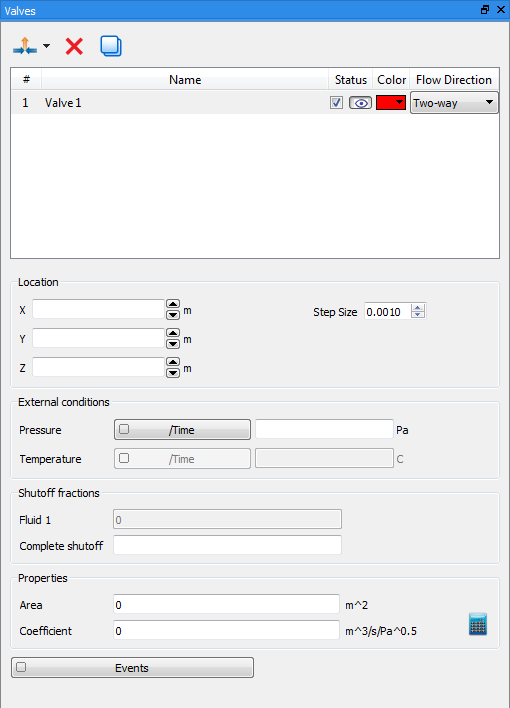 Valves
# Name Status Color Flow Direction
1 Valve 1 Two-way
Location
X m Step Size 0.0010
Y m
Z m
External conditions
Pressure /Time Pa
Temperature /Time C
Shutoff fractions
Fluid 1 0
Complete shutoff
Properties
Area 0 m^2
Coefficient 0 m^3/s/Pa^0.5
Events